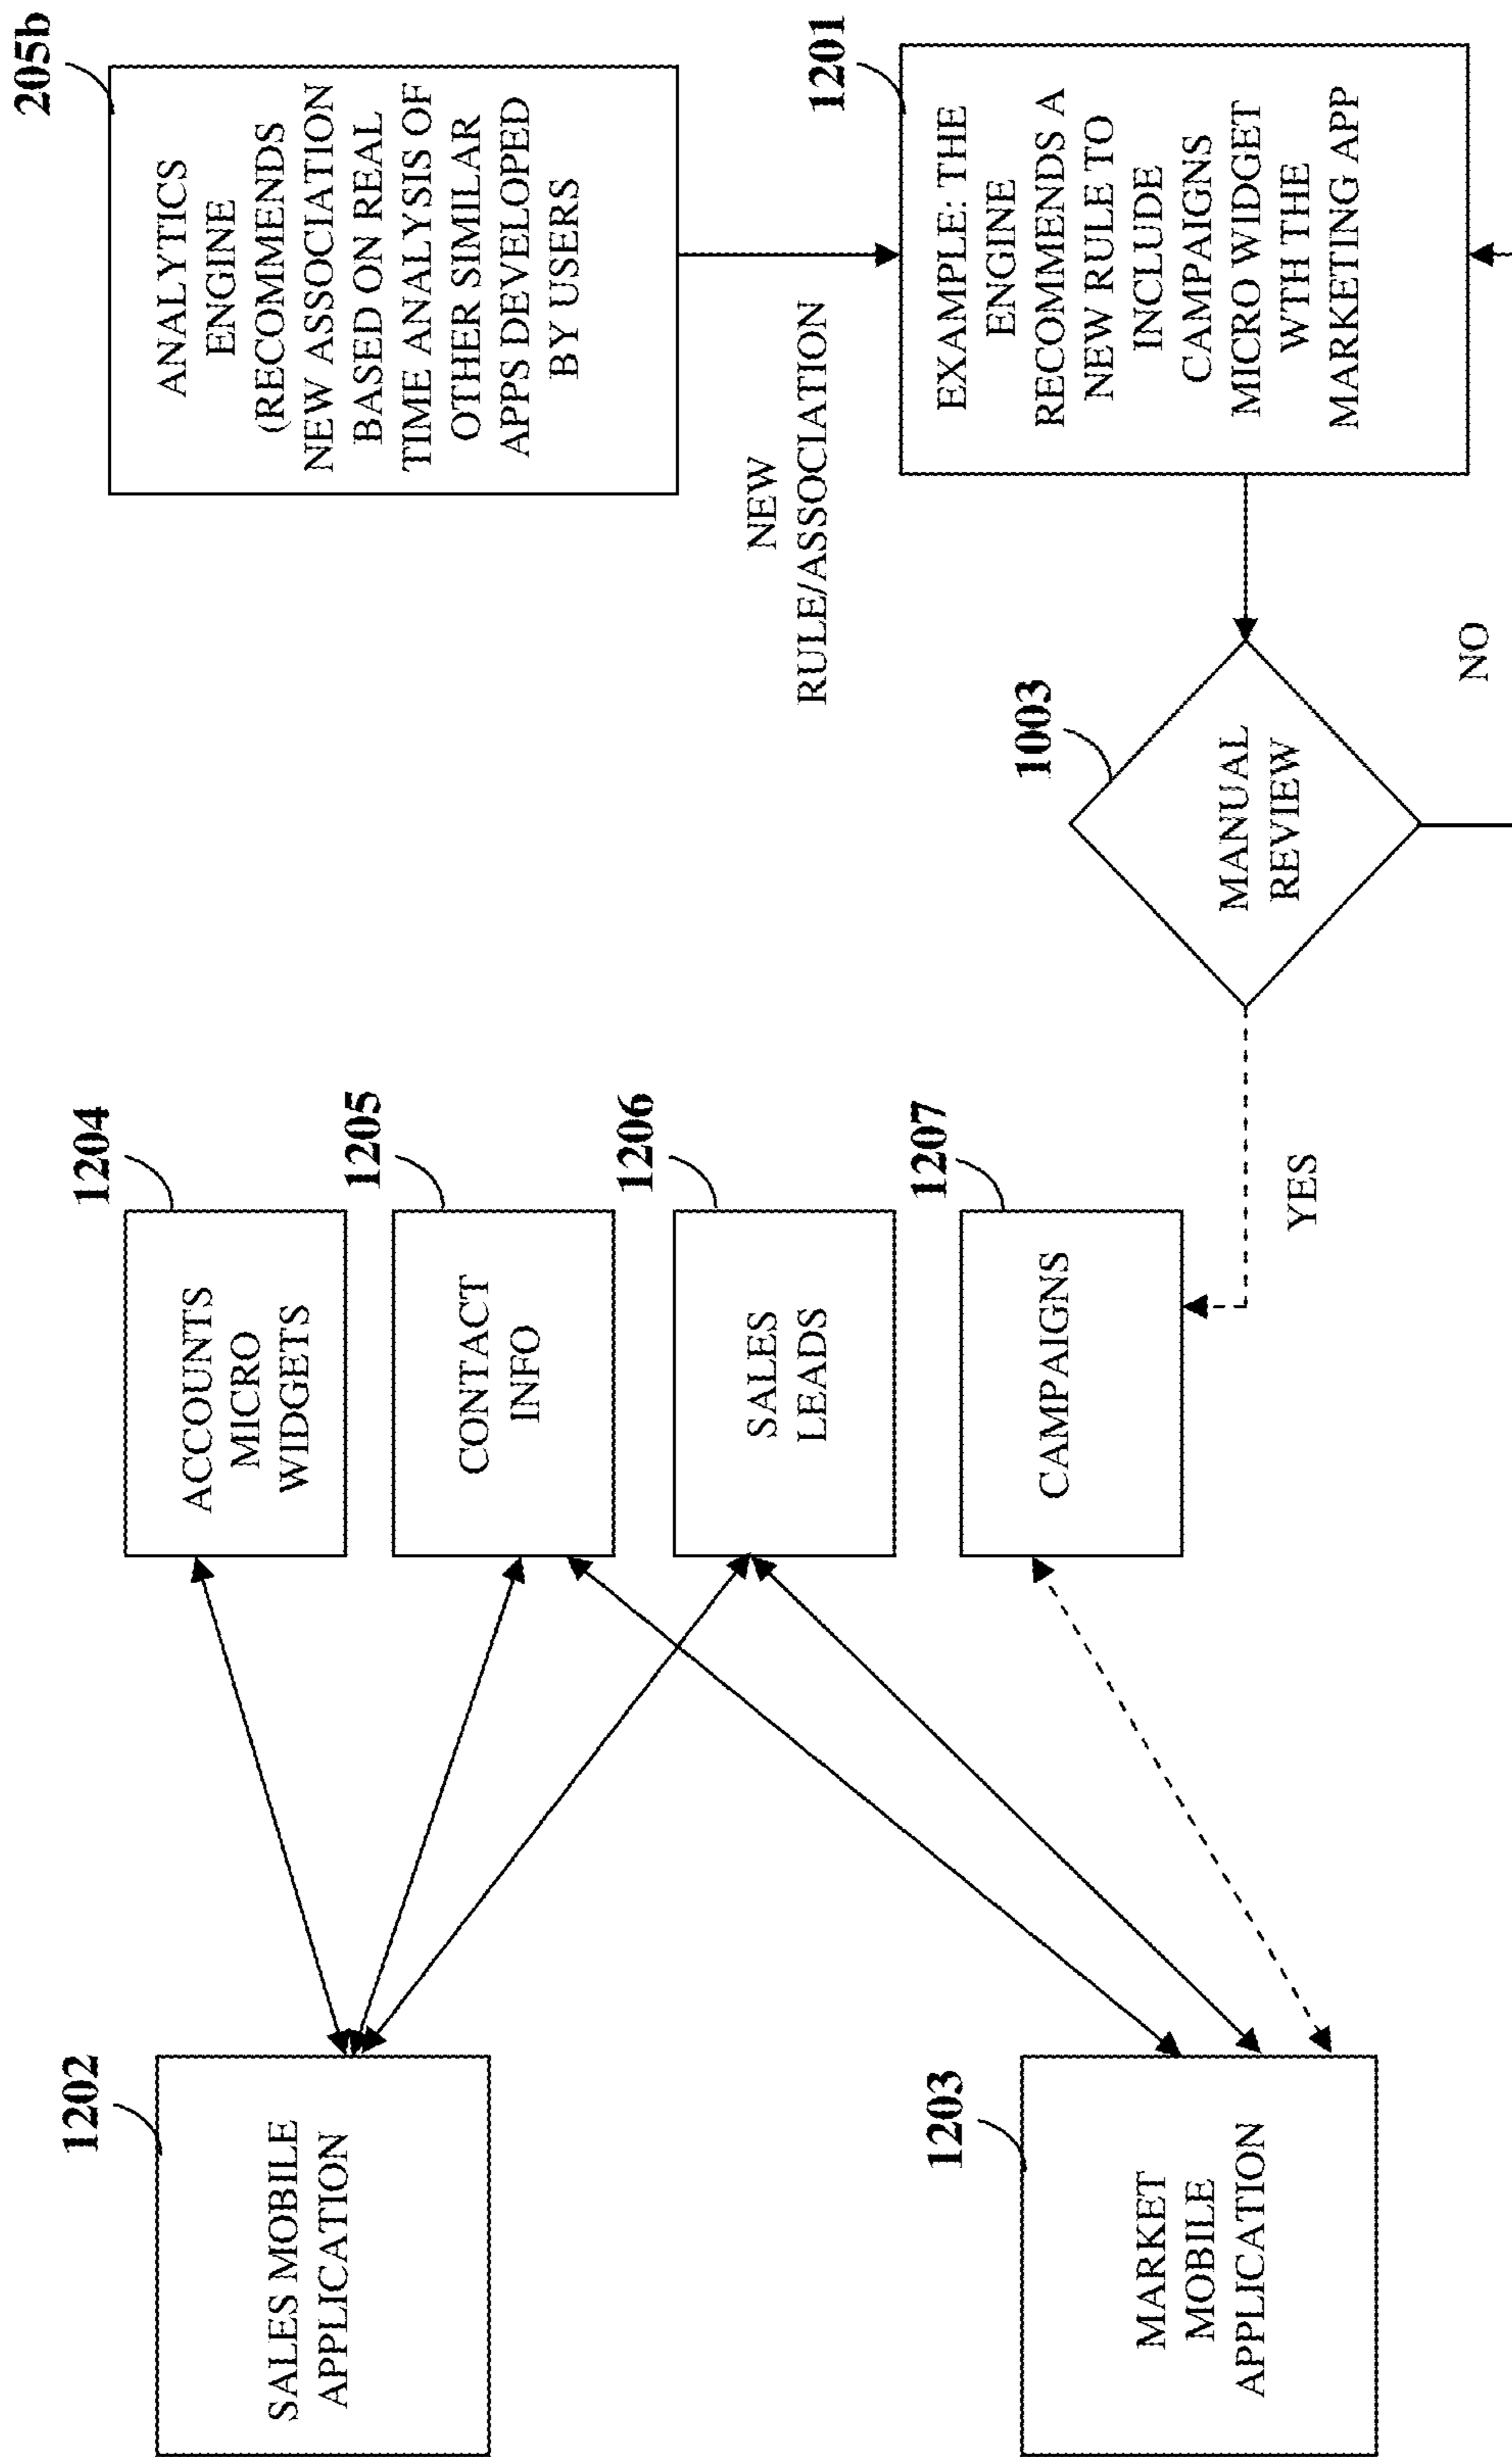 1202
SALES MOBILE
APPLICATION
1203
MARKET
MOBILE
APPLICATION
1204
ACCOUNTS
MICRO
WIDGETS
1205
CONTACT
INFO
1206
SALES
LEADS
1207
CAMPAIGNS
YES
1003
MANUAL
REVIEW
NO
205b
ANALYTICS
ENGINE
(RECOMMENDS
NEW ASSOCIATION
BASED ON REAL
TIME ANALYSIS OF
OTHER SIMILAR
APPS DEVELOPED
BY USERS
NEW
RULE/ASSOCIATION
1201
EXAMPLE: THE
ENGINE
RECOMMENDS A
NEW RULE TO
INCLUDE
CAMPAIGNS
MICRO WIDGET
WTH THE
MARKETING APP